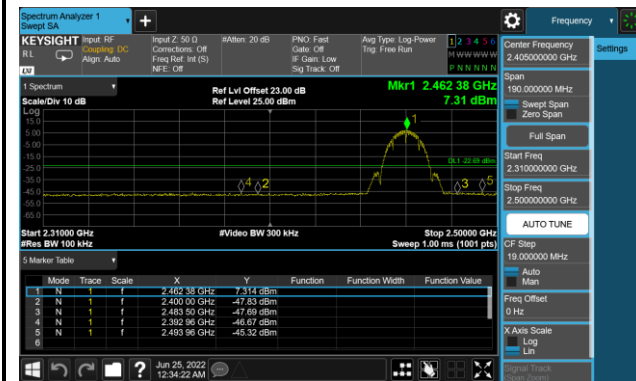 Spectrum Analyzer 1
Swept SA
+
Frequency
KEYSIGHT
RL
Input: RF
Coupling: DC
Align: Auto
Input Z: 50 Ω
Corrections: Off
Freq Ref: Int (S)
NFE: Off
#Atten: 20 dB
PNO: Fast
Gate: Off
IF Gain: Low
Sig Track: Off
Avg Type: Log-Power
Trig: Free Run
1 2 3 4 5 6
M W W W W W
P N N N N N
1 Spectrum
Scale/Div 10 dB
Ref Lvl Offset 23.00 dB
Ref Level 25.00 dBm
Mkr1 2.462 38 GHz
7.31 dBm
Log
15.0
5.00
-5.00
-15.0
-25.0
-35.0
-45.0
-55.0
-65.0
1
DL1 -22.69 dBm
4
2
3
5
Start 2.31000 GHz
#Res BW 100 kHz
#Video BW 300 kHz
Stop 2.50000 GHz
Sweep 1.00 ms (1001 pts)
5 Marker Table
Mode Trace Scale X Y Function Function Width Function Value
1 N 1 f 2.462 38 GHz 7.314 dBm
2 N 1 f 2.400 00 GHz -47.83 dBm
3 N 1 f 2.483 50 GHz -47.69 dBm
4 N 1 f 2.392 96 GHz -46.67 dBm
5 N 1 f 2.493 96 GHz -45.32 dBm
6
?
Jun 25, 2022
12:34:22 AM
Center Frequency
2.405000000 GHz
Span
190.000000 MHz
Swept Span
Zero Span
Full Span
Start Freq
2.310000000 GHz
Stop Freq
2.500000000 GHz
AUTO TUNE
CF Step
19.000000 MHz
Auto
Man
Freq Offset
0 Hz
X Axis Scale
Log
Lin
Signal Track
(Span Zoom)
Settings